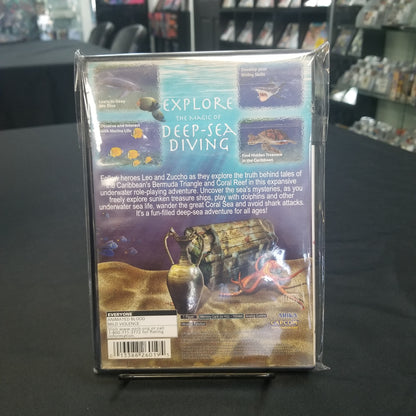 Learn to Deep
Sea Dive
Observe and Interact
with Marine Life
EXPLORE
THE MAGIC OF
DEEP-SEA
DIVING
Develop your
Diving Skills
Find Hidden Treasure
in the Caribbean
heroes Leo and Zuccho as they explore the truth behind tales of
the Caribbean's Bermuda Triangle and Coral Reef in this expansive
underwater role-playing adventure. Uncover the sea's mysteries, as you
freely explore sunken treasure ships, play with dolphins and other
underwater sea life, wander the great Coral Sea and avoid shark attacks.
It's a fun-filled deep-sea adventure for all ages!
EVERYONE
ANIMATED BLOOD
MILD VIOLENCE
CAPCOM